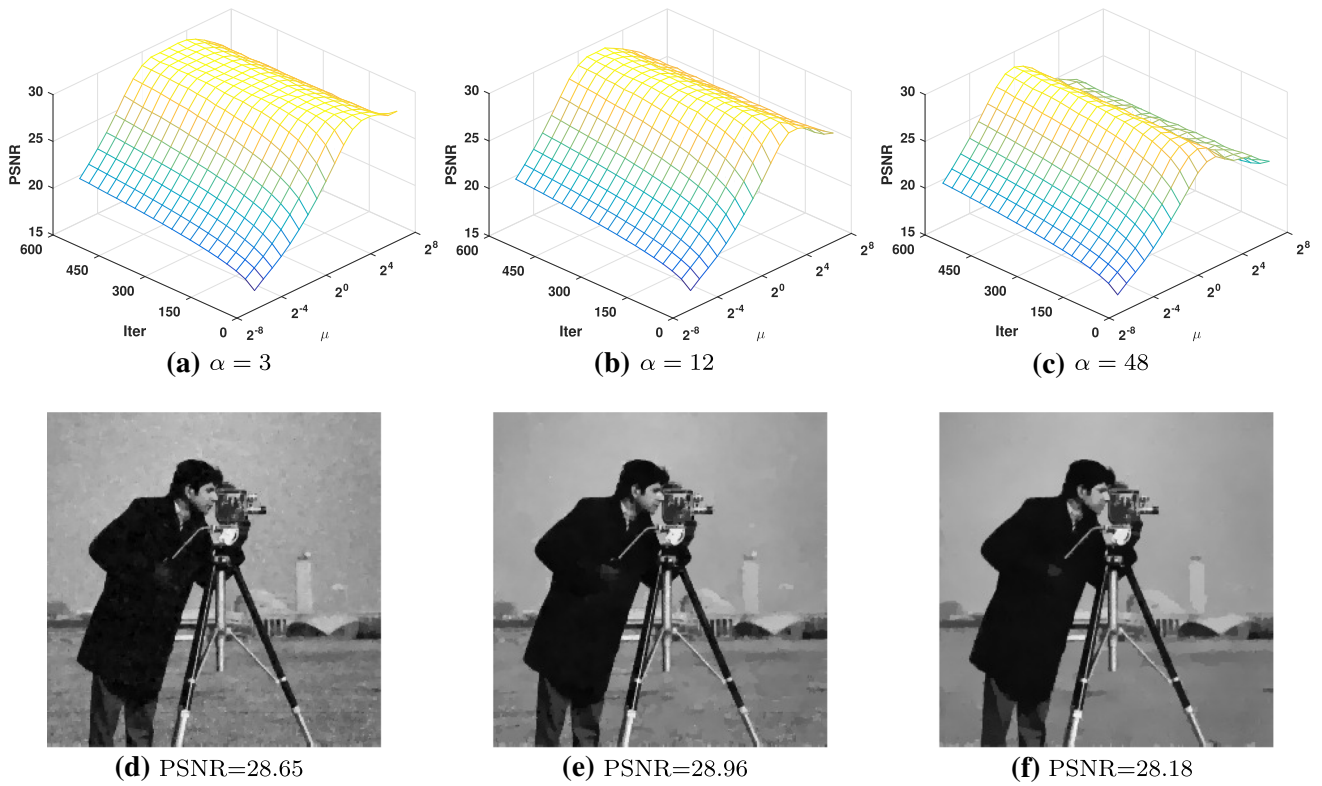 30
25
20
15
PSNR
600
450
300
150
0
Iter
2^-8
2^-4
2^0
2^4
2^8
μ
(a) α = 3
30
25
20
15
PSNR
600
450
300
150
0
Iter
2^-8
2^-4
2^0
2^4
2^8
μ
(b) α = 12
30
25
20
15
PSNR
600
450
300
150
0
Iter
2^-8
2^-4
2^0
2^4
2^8
μ
(c) α = 48
(d) PSNR=28.65
(e) PSNR=28.96
(f) PSNR=28.18